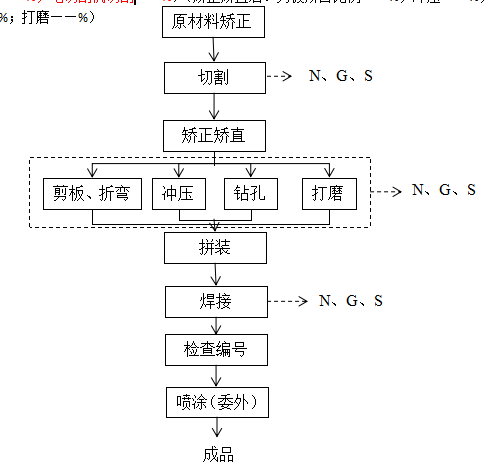 %；打磨——%）
原材料矫正
切割
N、G、S
矫正矫直
剪板、折弯 冲压 钻孔 打磨
N、G、S
拼装
焊接
N、G、S
检查编号
喷涂（委外）
成品